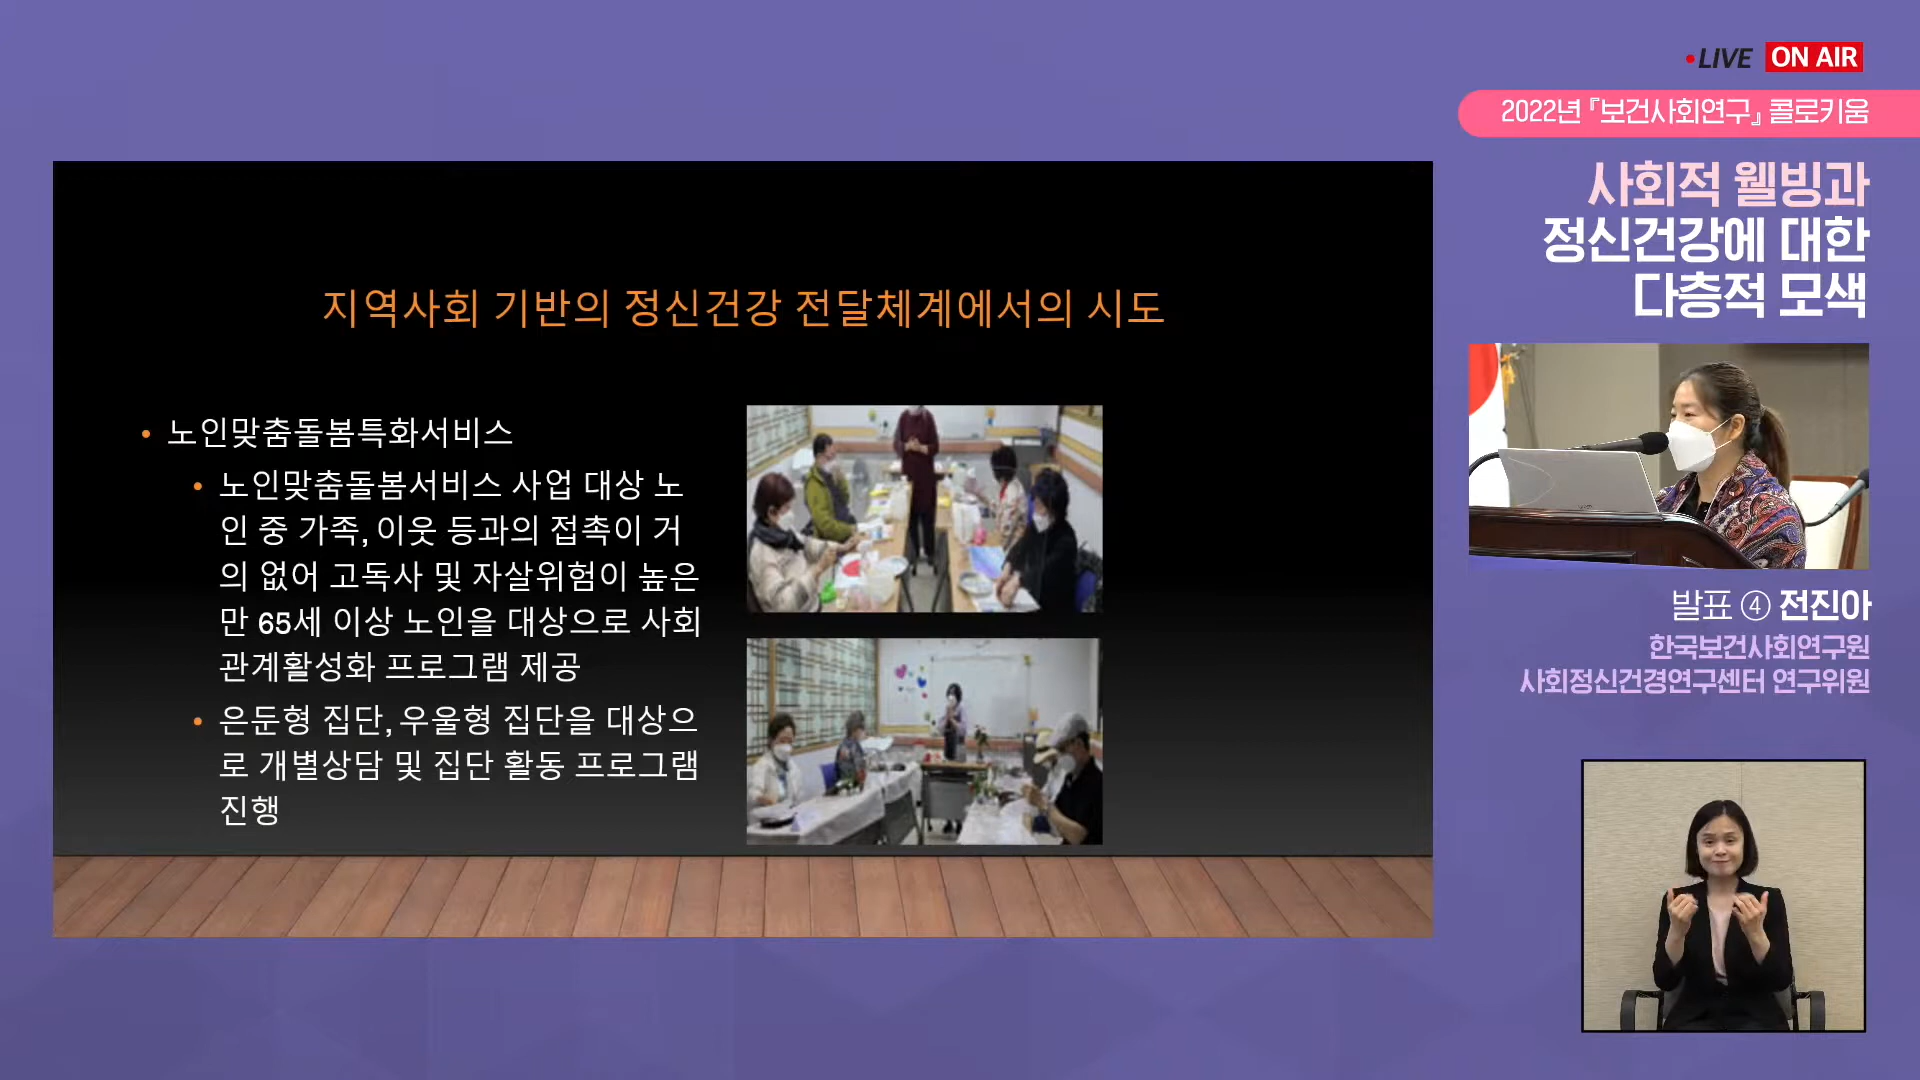 LIVE ON AIR
2022년 『보건사회연구』 콜로키움
사회적 웰빙과
정신건강에 대한
다층적 모색
지역사회 기반의 정신건강 전달체계에서의 시도
• 노인맞춤돌봄특화서비스
• 노인맞춤돌봄서비스 사업 대상 노
인 중 가족, 이웃 등과의 접촉이 거
의 없어 고독사 및 자살위험이 높은
만 65세 이상 노인을 대상으로 사회
관계활성화 프로그램 제공
• 은둔형 집단, 우울형 집단을 대상으
로 개별상담 및 집단 활동 프로그램
진행
발표 ④ 전진아
한국보건사회연구원
사회정신건경연구센터 연구위원